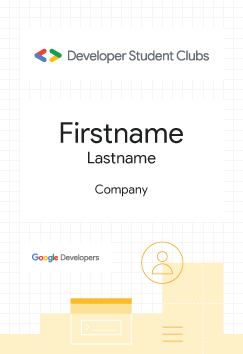 Developer Student Clubs
Firstname
Lastname
Company
Google Developers